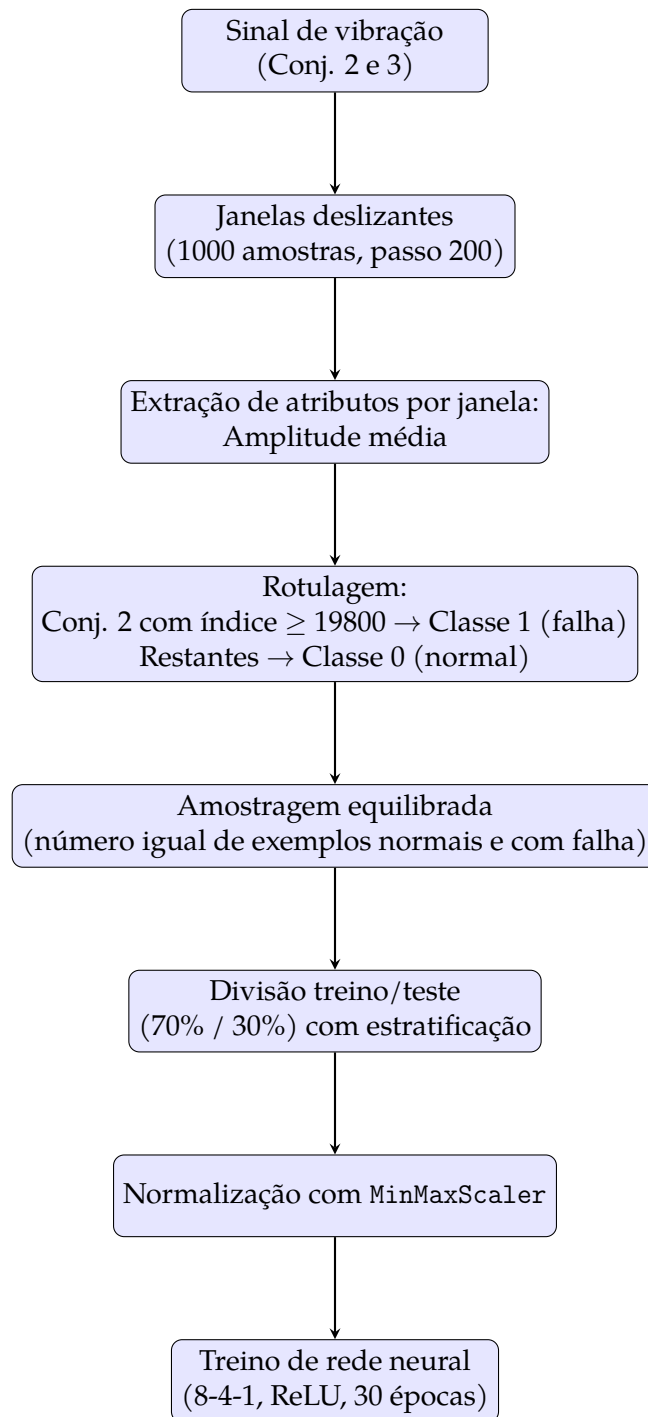 Sinal de vibração
(Conj. 2 e 3)
Janelas deslizantes
(1000 amostras, passo 200)
Extração de atributos por janela:
Amplitude média
Rotulagem:
Conj. 2 com índice ≥ 19800 → Classe 1 (falha)
Restantes → Classe 0 (normal)
Amostragem equilibrada
(número igual de exemplos normais e com falha)
Divisão treino/teste
(70% / 30%) com estratificação
Normalização com MinMaxScaler
Treino de rede neural
(8-4-1, ReLU, 30 épocas)